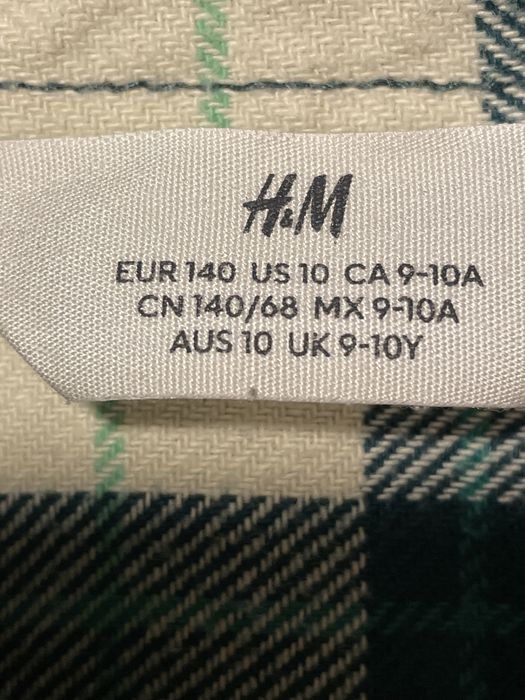 H&M
EUR 140 US 10 CA 9-10A
CN 140/68 MX 9-10A
AUS 10 UK 9-10Y